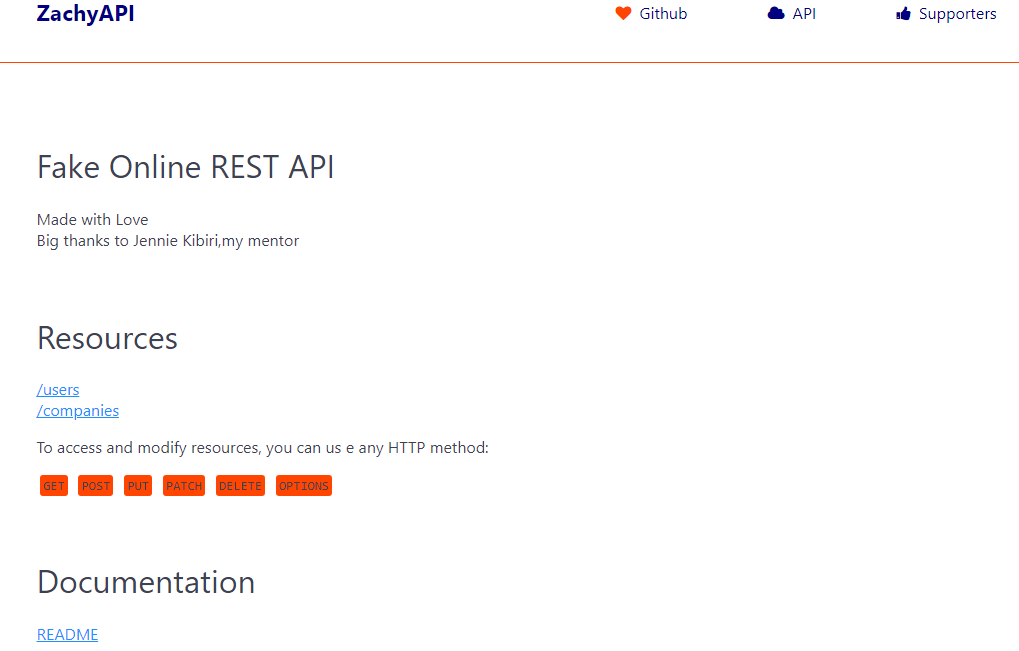 ZachyAPI Github API Supporters
Fake Online REST API
Made with Love
Big thanks to Jennie Kibiri,my mentor
Resources
/users
/companies
To access and modify resources, you can us e any HTTP method:
GET POST PUT PATCH DELETE OPTIONS
Documentation
README